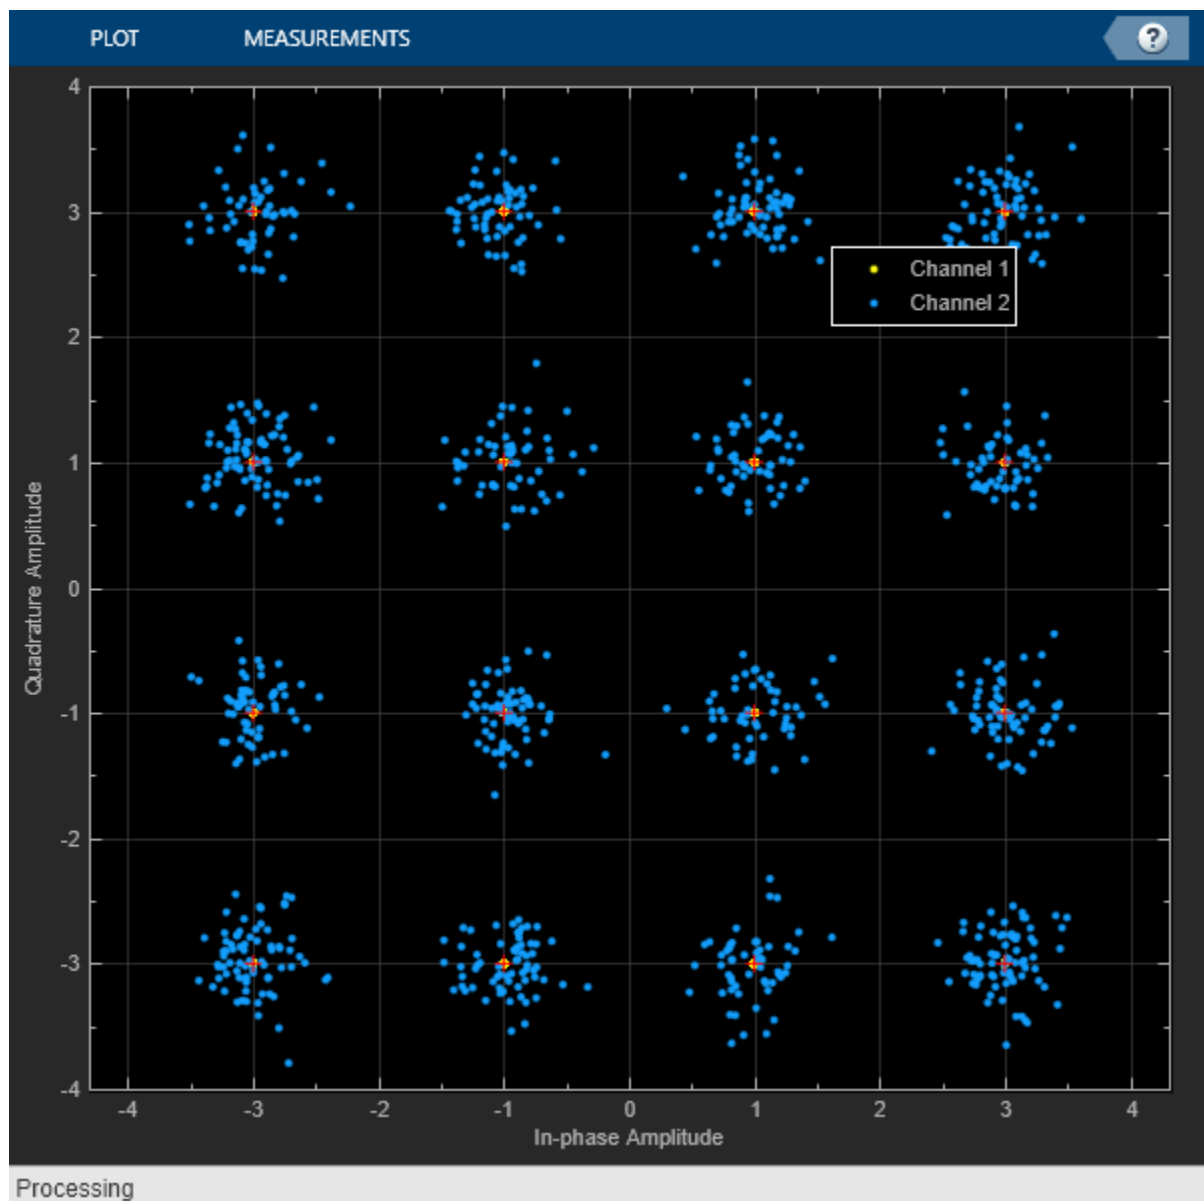 PLOT MEASUREMENTS ?
4
3
Channel 1
Channel 2
2
1
0
-1
-2
-3
-4
Quadrature Amplitude
-4 -3 -2 -1 0 1 2 3 4
In-phase Amplitude
Processing